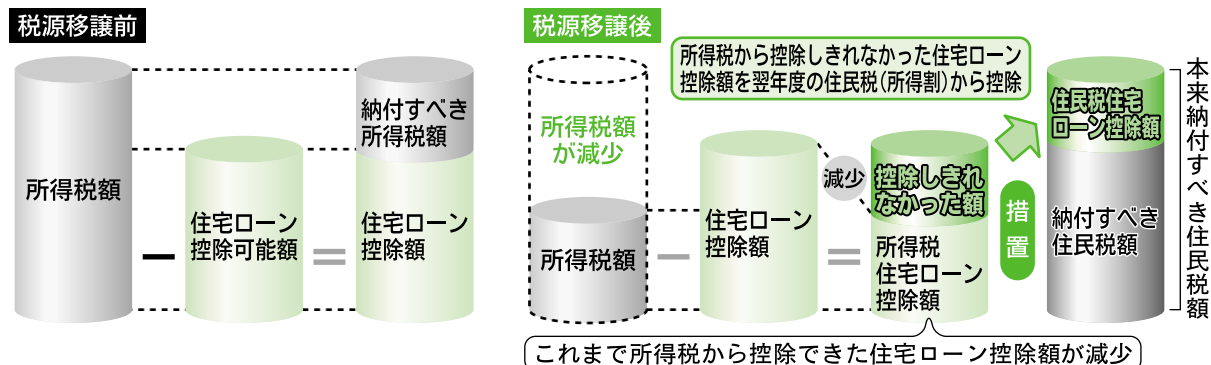 税源移譲前
所得税額
住宅ローン
控除可能額
納付すべき
所得税額
住宅ローン
控除額
税源移譲後
所得税から控除しきれなかった住宅ローン
控除額を翌年度の住民税（所得割）から控除
所得税額
が減少
所得税額
住宅ローン
控除額
減少
控除しきれ
なかった額
所得税
住宅ローン
控除額
措置
住民税住宅
ローン控除額
納付すべき
住民税額
本来納付すべき住民税額
これまで所得税から控除できた住宅ローン控除額が減少